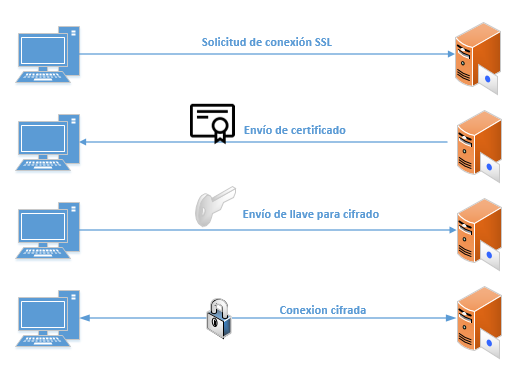 Solicitud de conexión SSL
Envío de certificado
Envío de llave para cifrado
Conexion cifrada